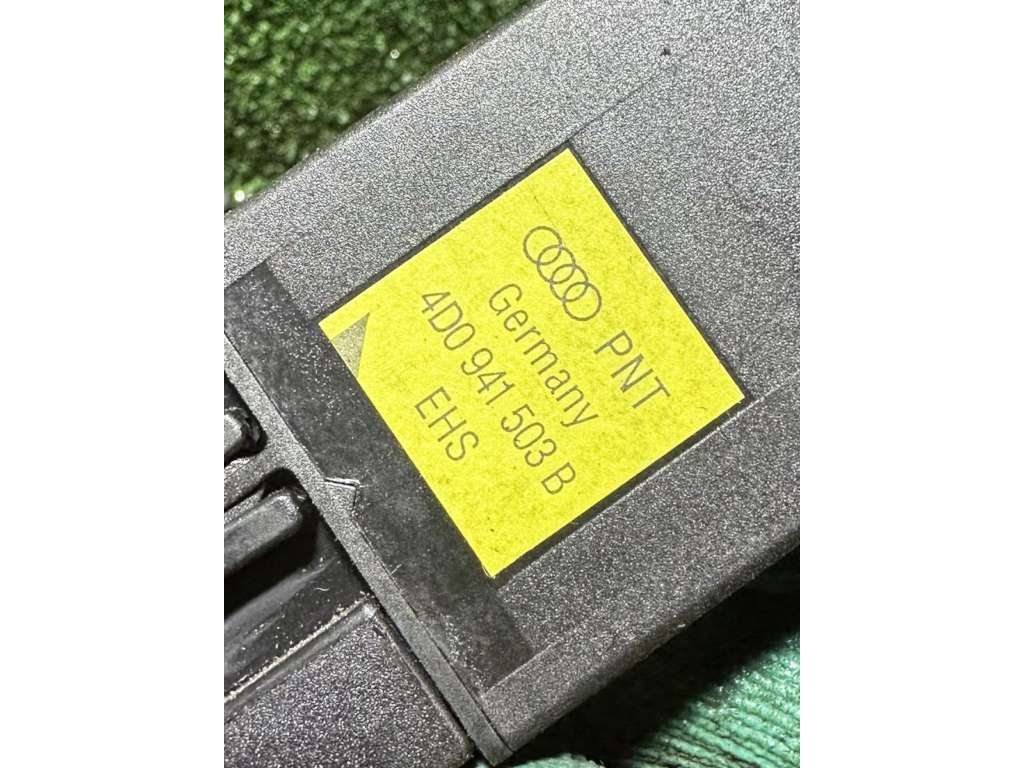 PNT
Germany
4D0 941 503 B
EHS